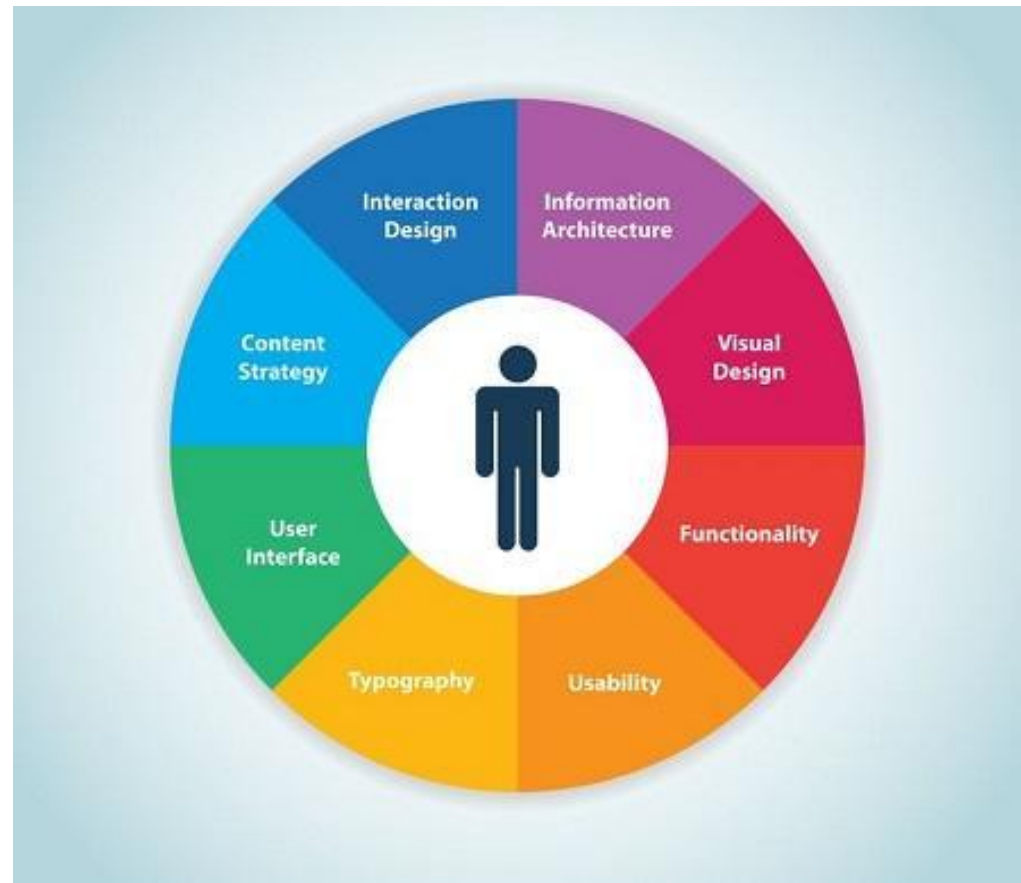 Interaction
Design
Information
Architecture
Visual
Design
Functionality
Usability
Typography
User
Interface
Content
Strategy